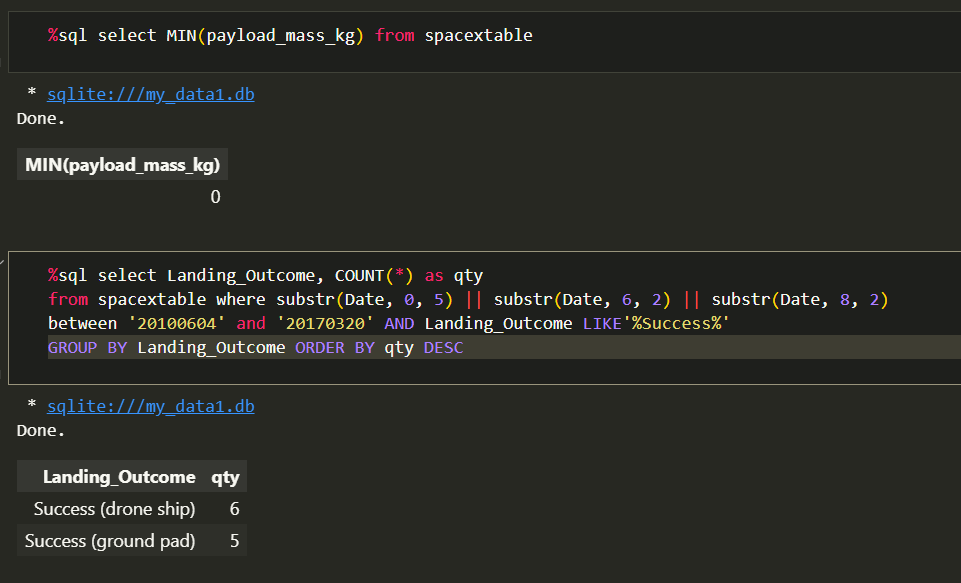 %sql select MIN(payload_mass_kg) from spacextable
* sqlite:///my_data1.db
Done.
MIN(payload_mass_kg)
0
%sql select Landing_Outcome, COUNT(*) as qty
from spacextable where substr(Date, 0, 5) || substr(Date, 6, 2) || substr(Date, 8, 2)
between '20100604' and '20170320' AND Landing_Outcome LIKE'%Success%'
GROUP BY Landing_Outcome ORDER BY qty DESC
* sqlite:///my_data1.db
Done.
Landing_Outcome qty
Success (drone ship) 6
Success (ground pad) 5